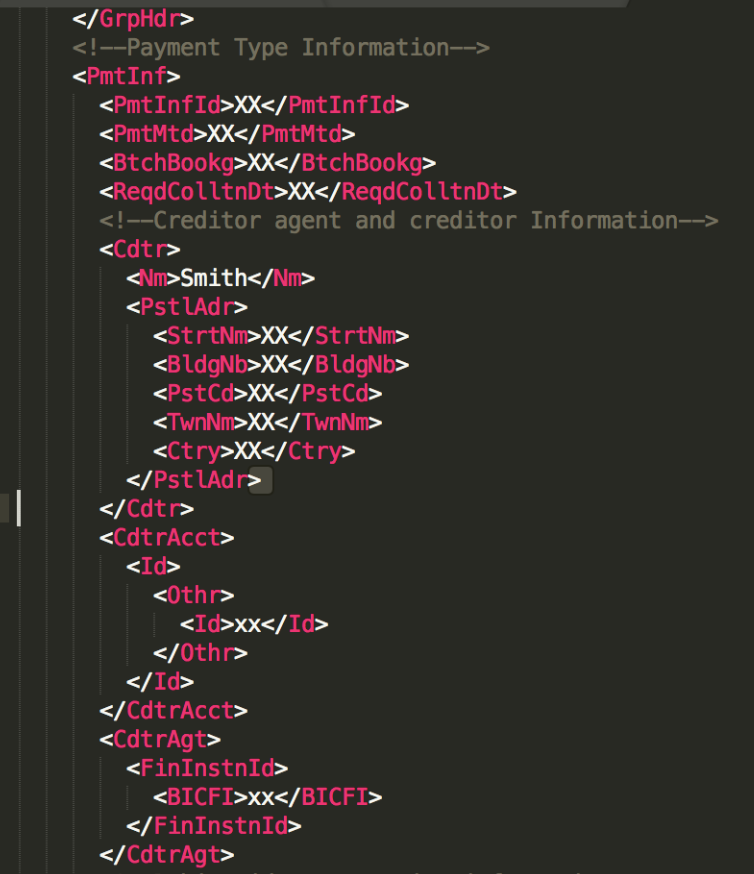 </GrpHdr>
<!--Payment Type Information-->
<PmtInf>
<PmtInfId>XX</PmtInfId>
<PmtMtd>XX</PmtMtd>
<BtchBookg>XX</BtchBookg>
<ReqdColltnDt>XX</ReqdColltnDt>
<!--Creditor agent and creditor Information-->
<Cdtr>
<Nm>Smith</Nm>
<PstlAdr>
<StrtNm>XX</StrtNm>
<BldgNb>XX</BldgNb>
<PstCd>XX</PstCd>
<TwnNm>XX</TwnNm>
<Ctry>XX</Ctry>
</PstlAdr>
</Cdtr>
<CdtrAcct>
<Id>
<Othr>
<Id>xx</Id>
</Othr>
</Id>
</CdtrAcct>
<CdtrAgt>
<FinInstnId>
<BICFI>xx</BICFI>
</FinInstnId>
</CdtrAgt>